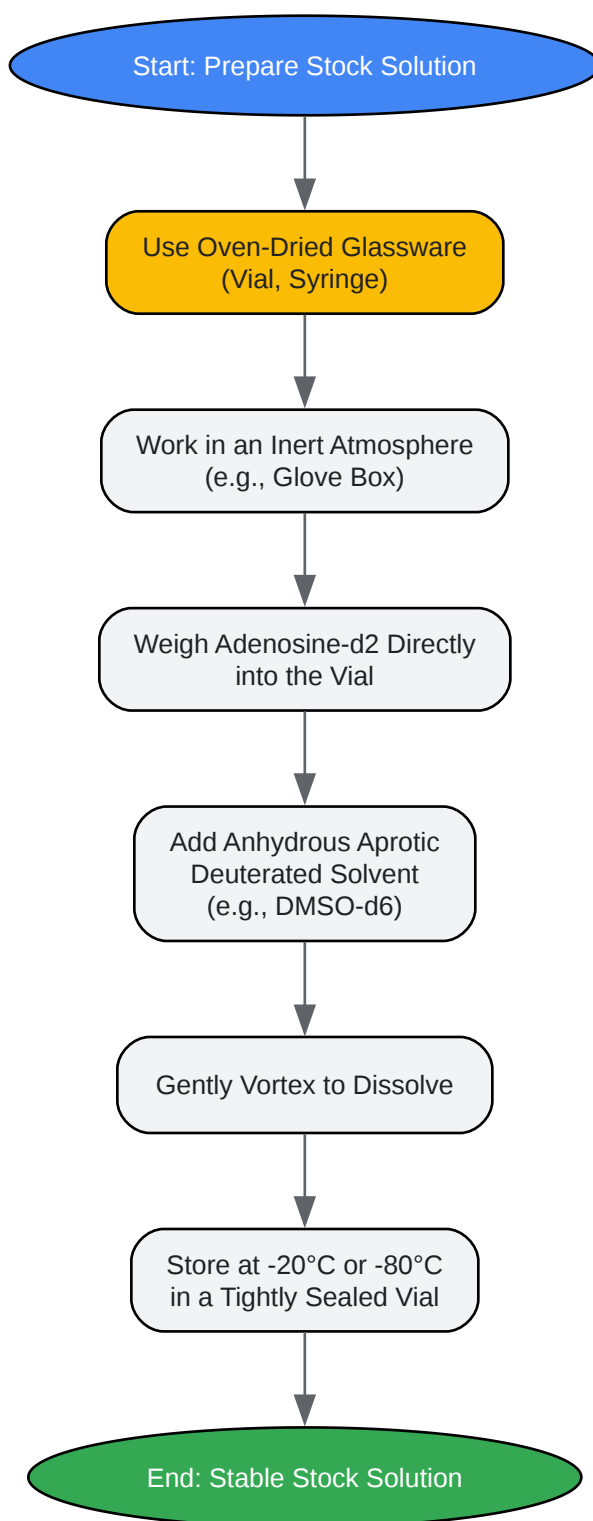 Start: Prepare Stock Solution
Use Oven-Dried Glassware
(Vial, Syringe)
Work in an Inert Atmosphere
(e.g., Glove Box)
Weigh Adenosine-d2 Directly
into the Vial
Add Anhydrous Aprotic
Deuterated Solvent
(e.g., DMSO-d6)
Gently Vortex to Dissolve
Store at -20°C or -80°C
in a Tightly Sealed Vial
End: Stable Stock Solution